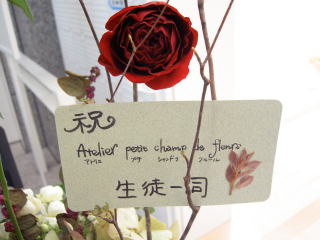 祝
Atelier petit champ de fleurs
アトリエ プチ シャンドゥ フルール
生徒一同